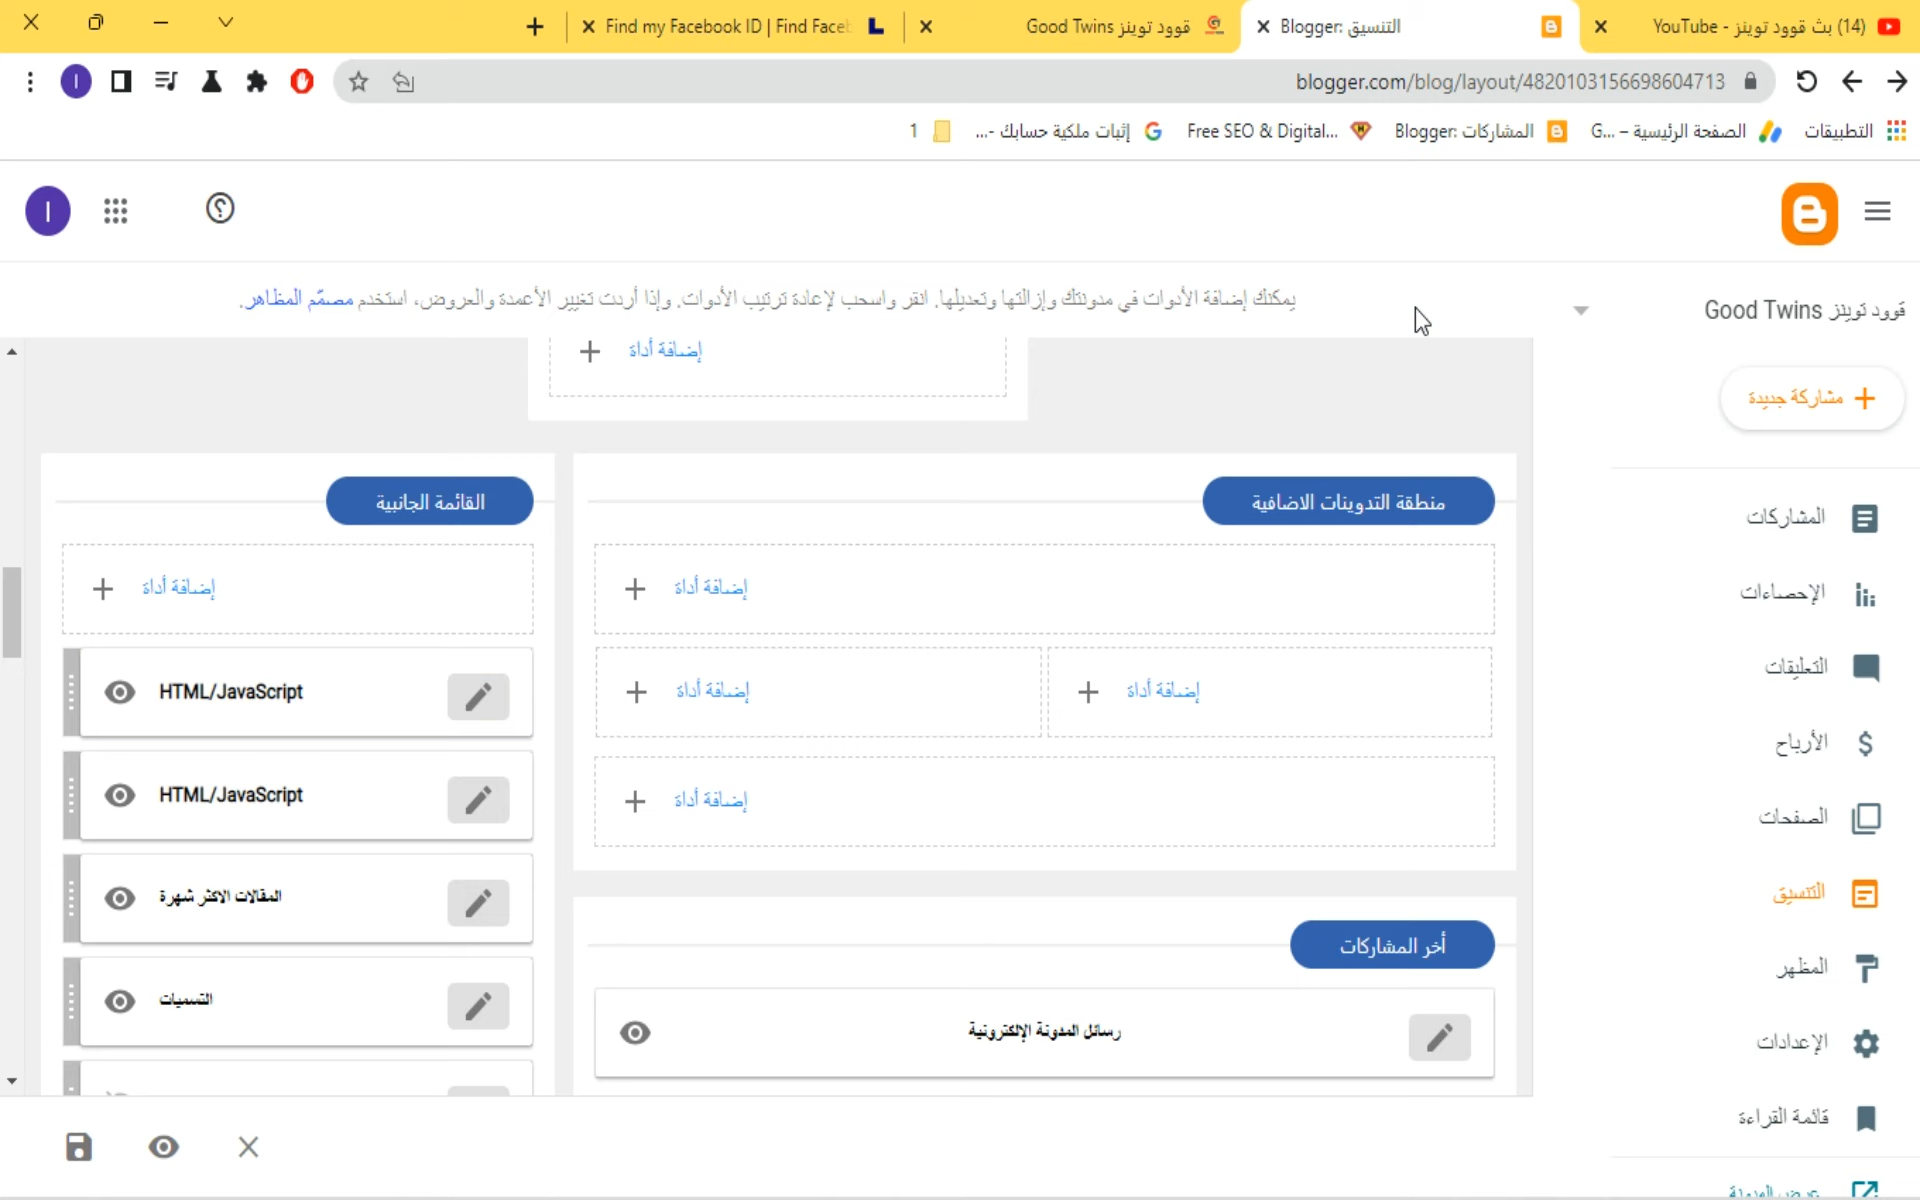 (14) بث قوود توينز - YouTube
Blogger: التنسيق
قوود توينز Good Twins
Find my Facebook ID | Find Faceb
blogger.com/blog/layout/4820103156698604713
التطبيقات
الصفحة الرئيسية – G...
Blogger: المشاركات
Free SEO & Digital...
إثبات ملكية حسابك -...
1
I
I
قوود توينز Good Twins
يمكنك إضافة الأدوات في مدونتك وإزالتها وتعديلها. انقر واسحب لإعادة ترتيب الأدوات. وإذا أردت تغيير الأعمدة والعروض، استخدم مصمّم المظاهر.
مشاركة جديدة
المشاركات
الإحصاءات
التعليقات
الأرباح
الصفحات
التنسيق
المظهر
الإعدادات
قائمة القراءة
عرض المدونة
إضافة أداة
منطقة التدوينات الاضافية
إضافة أداة
إضافة أداة
إضافة أداة
إضافة أداة
أخر المشاركات
رسائل المدونة الإلكترونية
القائمة الجانبية
إضافة أداة
HTML/JavaScript
HTML/JavaScript
المقالات الاكثر شهرة
التسميات